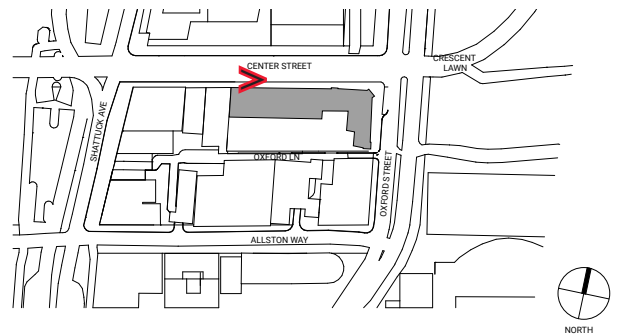 CENTER STREET
CRESCENT
LAWN
SHATTUCK AVE
OXFORD LN
OXFORD STREET
ALLSTON WAY
NORTH